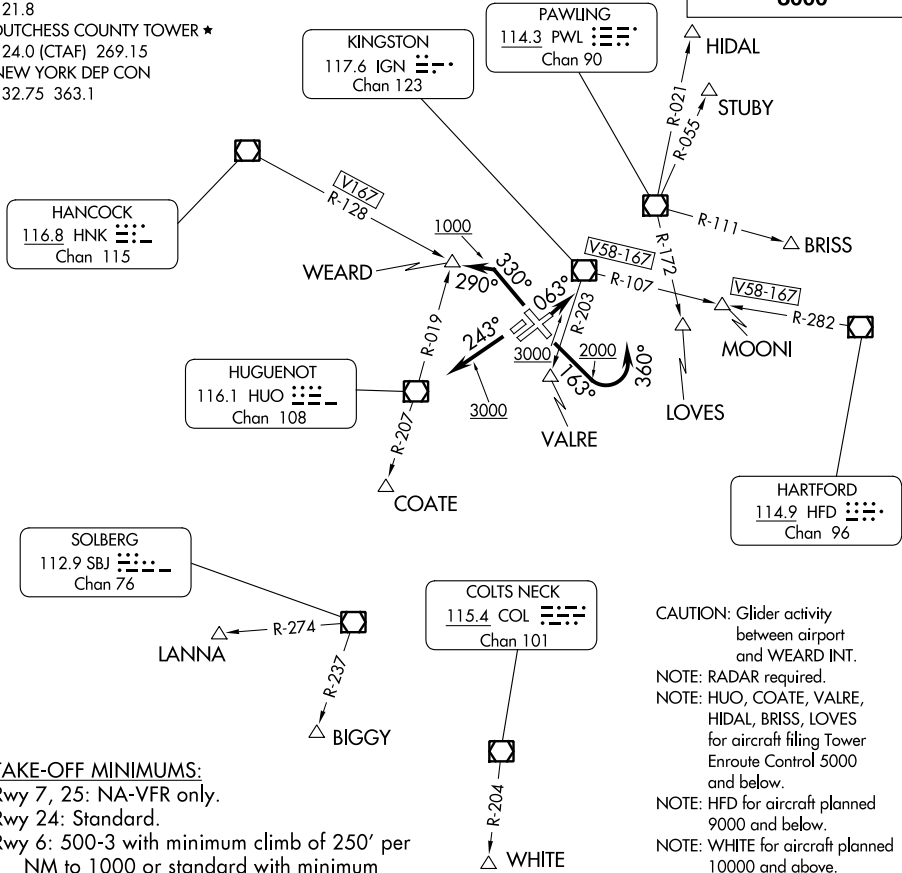 21.8
DUTCHESS COUNTY TOWER ★
24.0 (CTAF) 269.15
NEW YORK DEP CON
32.75 363.1
5000
PAWLING
114.3 PWL
Chan 90
KINGSTON
117.6 IGN
Chan 123
HIDAL
R-021
STUBY
R-055
HANCOCK
116.8 HNK
Chan 115
V167
R-128
WEARD
1000
330°
290°
R-111
BRISS
R-172
V58-167
R-107
V58-167
R-282
MOONI
063°
R-203
243°
3000
2000
163°
360°
3000
R-019
HUGUENOT
116.1 HUO
Chan 108
R-207
COATE
VALRE
LOVES
HARTFORD
114.9 HFD
Chan 96
SOLBERG
112.9 SBJ
Chan 76
R-274
LANNA
R-237
BIGGY
COLTS NECK
115.4 COL
Chan 101
R-204
WHITE
CAUTION: Glider activity
between airport
and WEARD INT.
NOTE: RADAR required.
NOTE: HUO, COATE, VALRE,
HIDAL, BRISS, LOVES
for aircraft filing Tower
Enroute Control 5000
and below.
NOTE: HFD for aircraft planned
9000 and below.
NOTE: WHITE for aircraft planned
10000 and above.
TAKE-OFF MINIMUMS:
Rwy 7, 25: NA-VFR only.
Rwy 24: Standard.
Rwy 6: 500-3 with minimum climb of 250' per
NM to 1000 or standard with minimum